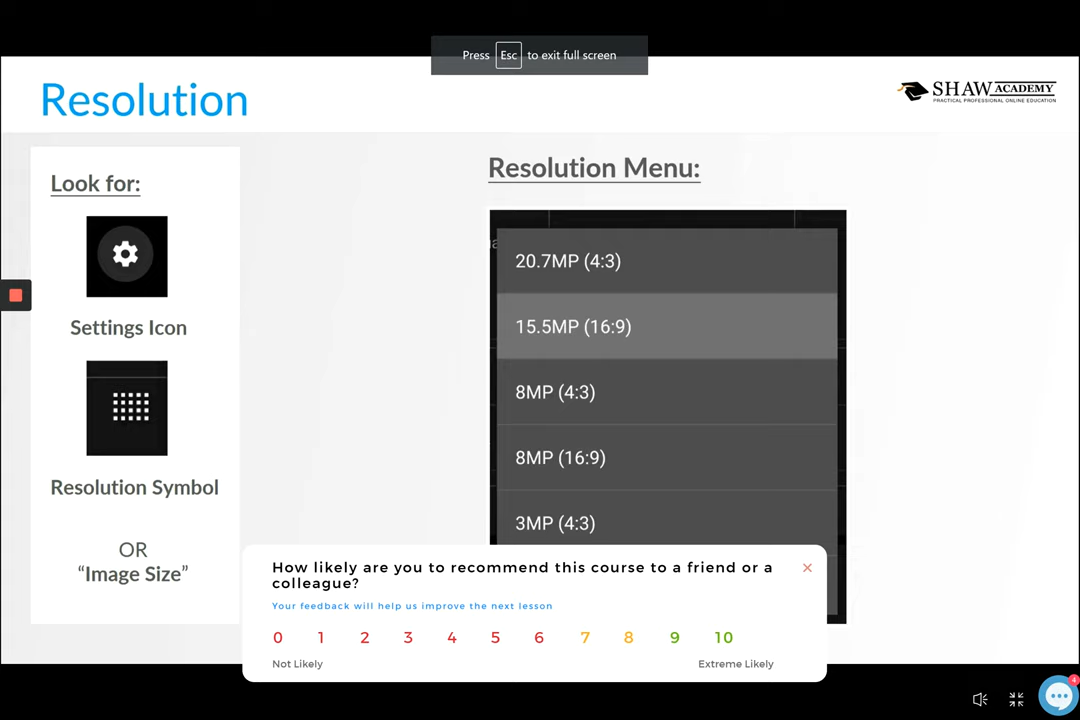 Press Esc to exit full screen
Resolution
SHAW ACADEMY
PRACTICAL PROFESSIONAL ONLINE EDUCATION
Look for:
Settings Icon
Resolution Symbol
OR
“Image Size”
Resolution Menu:
20.7MP (4:3)
15.5MP (16:9)
8MP (4:3)
8MP (16:9)
3MP (4:3)
How likely are you to recommend this course to a friend or a
colleague?
Your feedback will help us improve the next lesson
0 1 2 3 4 5 6 7 8 9 10
Not Likely Extreme Likely
4